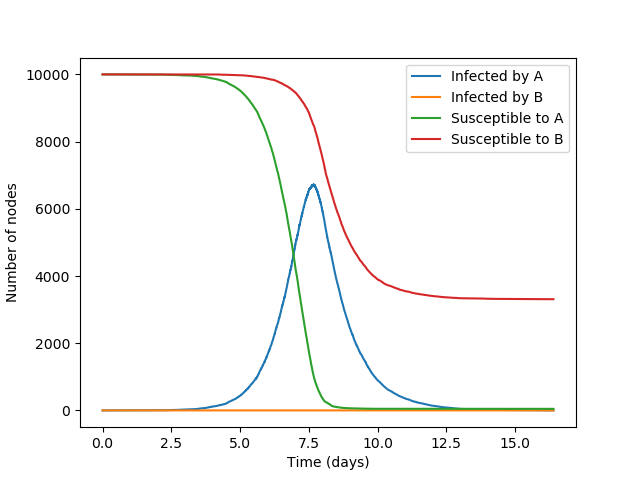 10000
8000
6000
4000
2000
0
Number of nodes
Infected by A
Infected by B
Susceptible to A
Susceptible to B
0.0 2.5 5.0 7.5 10.0 12.5 15.0
Time (days)